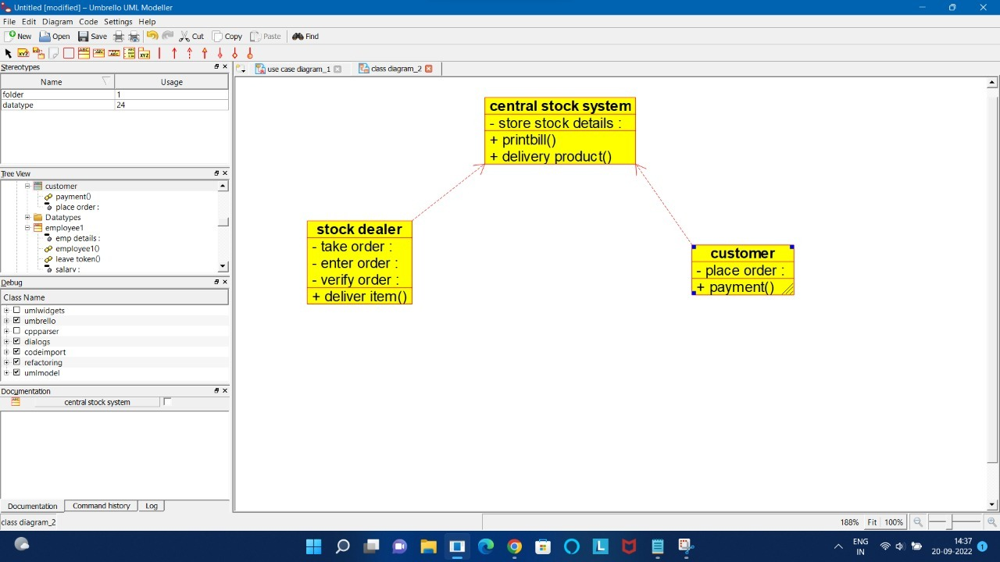 Untitled [modified] – Umbrello UML Modeller
File Edit Diagram Code Settings Help
New Open Save Cut Copy Paste Find
Stereotypes
use case diagram_1 class diagram_2
Name Usage
folder 1
datatype 24
Tree View
customer
payment()
place order :
Datatypes
employee1
emp details :
employee1()
leave token()
salary :
Debug
Class Name
umlwidgets
umbrello
cppparser
dialogs
codeimport
refactoring
umlmodel
Documentation
central stock system
Documentation Command history Log
central stock system
- store stock details :
+ printbill()
+ delivery product()
stock dealer
- take order :
- enter order :
- verify order :
+ deliver item()
customer
- place order :
+ payment()
class diagram_2
188% Fit 100%
ENG
IN
14:37
20-09-2022
1